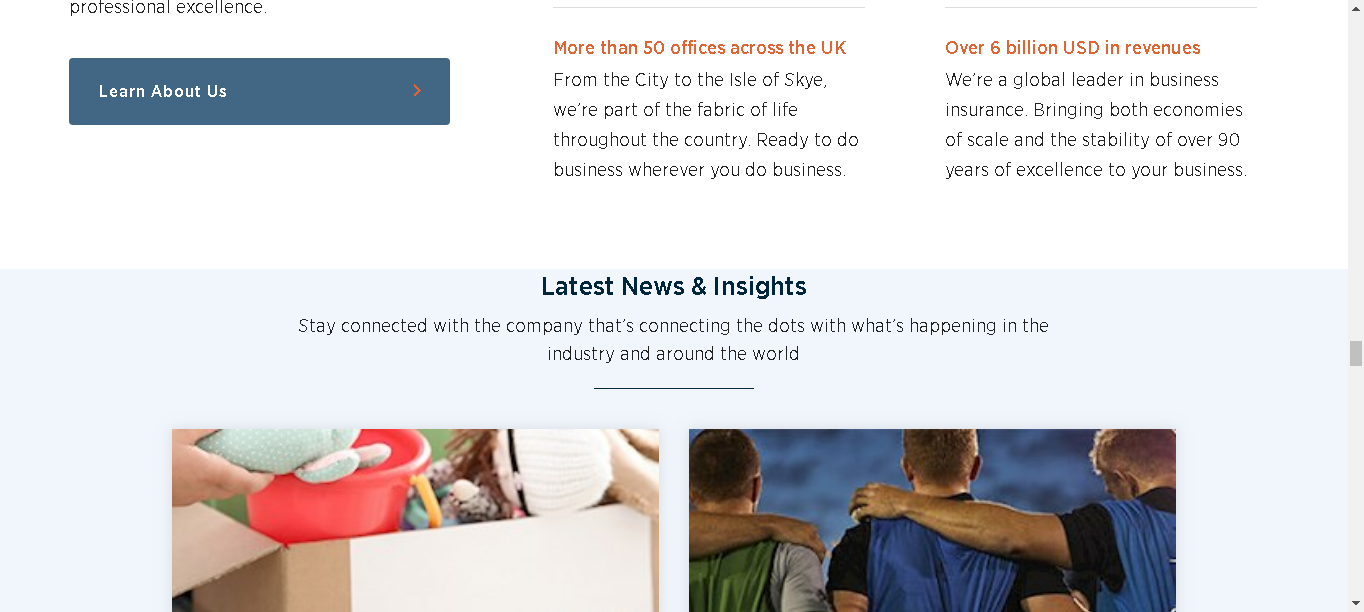 professional excellence.
Learn About Us
More than 50 offices across the UK
From the City to the Isle of Skye,
we’re part of the fabric of life
throughout the country. Ready to do
business wherever you do business.
Over 6 billion USD in revenues
We’re a global leader in business
insurance. Bringing both economies
of scale and the stability of over 90
years of excellence to your business.
Latest News & Insights
Stay connected with the company that’s connecting the dots with what’s happening in the
industry and around the world